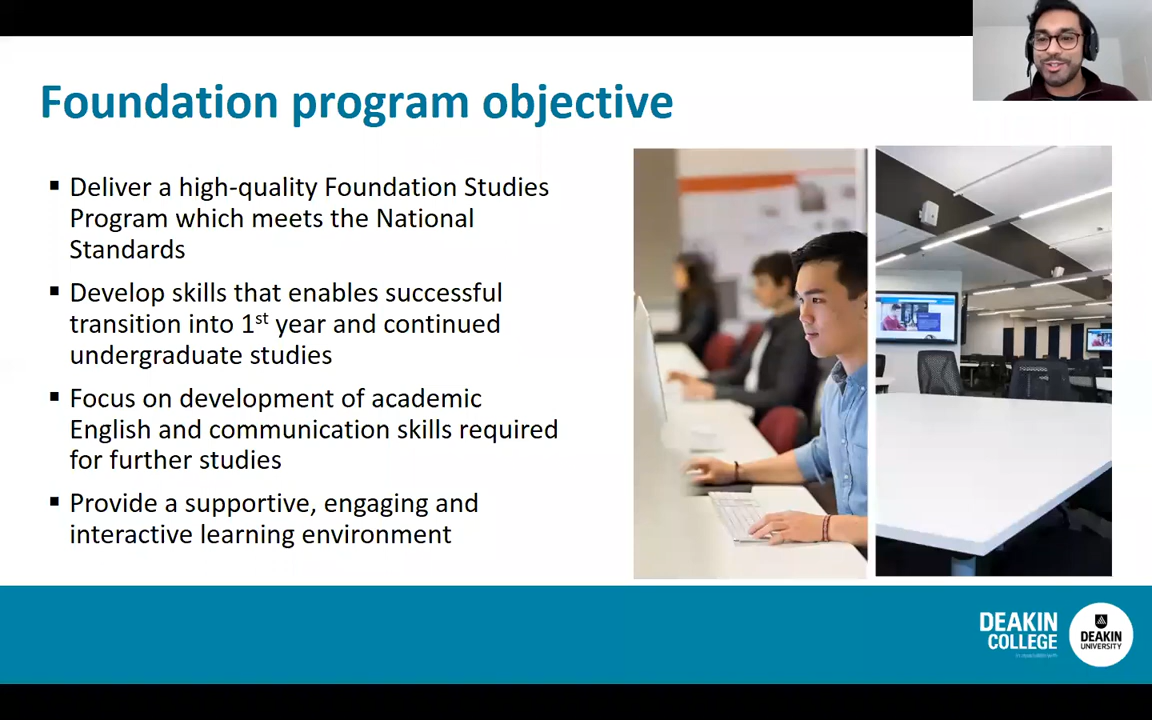 Foundation program objective
▪ Deliver a high-quality Foundation Studies
Program which meets the National
Standards
▪ Develop skills that enables successful
transition into 1st year and continued
undergraduate studies
▪ Focus on development of academic
English and communication skills required
for further studies
▪ Provide a supportive, engaging and
interactive learning environment
DEAKIN
COLLEGE
DEAKIN
UNIVERSITY